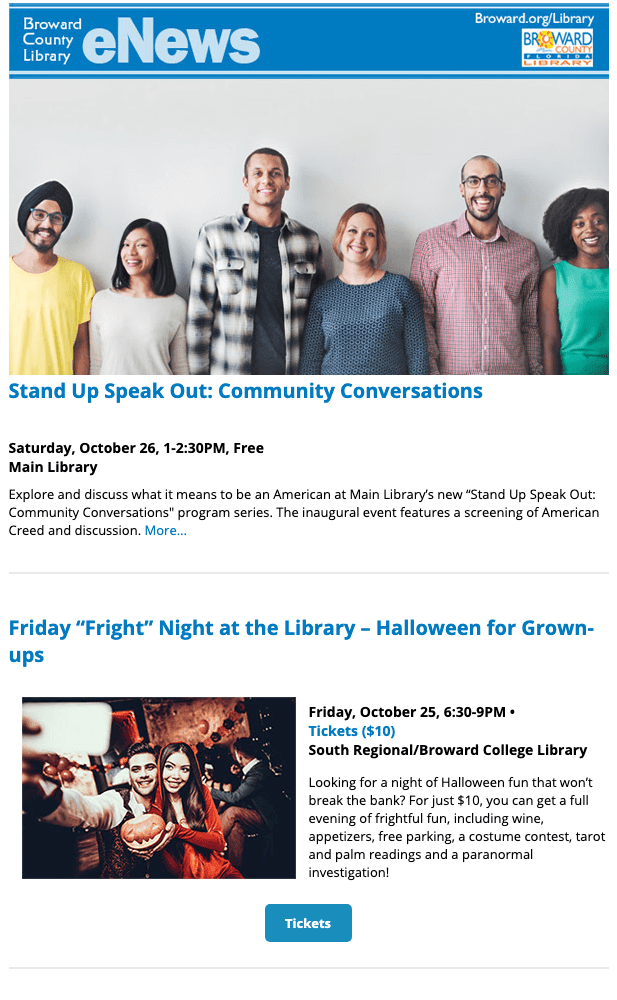 Broward
County
Library
eNews
Broward.org/Library
BROWARD
COUNTY
FLORIDA
LIBRARY
Stand Up Speak Out: Community Conversations
Saturday, October 26, 1-2:30PM, Free
Main Library
Explore and discuss what it means to be an American at Main Library’s new “Stand Up Speak Out:
Community Conversations" program series. The inaugural event features a screening of American
Creed and discussion. More...
Friday “Fright” Night at the Library – Halloween for Grown-
ups
Friday, October 25, 6:30-9PM •
Tickets ($10)
South Regional/Broward College Library
Looking for a night of Halloween fun that won’t
break the bank? For just $10, you can get a full
evening of frightful fun, including wine,
appetizers, free parking, a costume contest, tarot
and palm readings and a paranormal
investigation!
Tickets